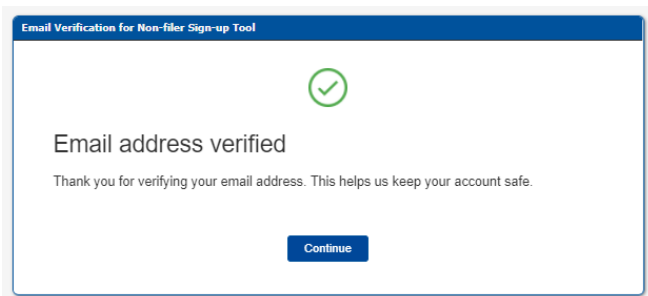 Email Verification for Non-filer Sign-up Tool
Email address verified
Thank you for verifying your email address. This helps us keep your account safe.
Continue